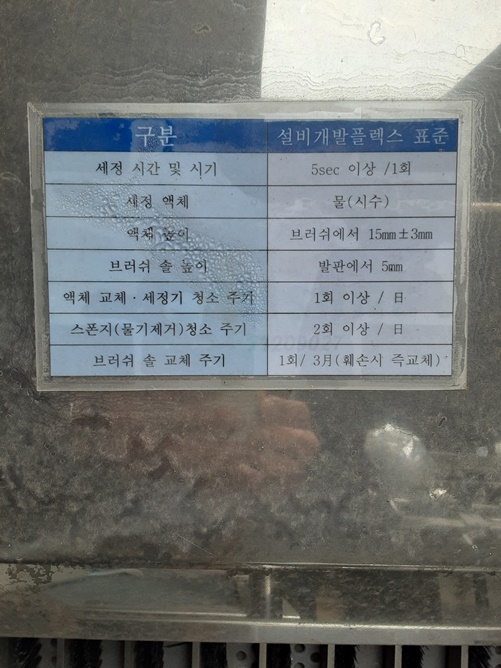 구분 설비개발플렉스 표준
세정 시간 및 시기 5sec 이상 /1회
세정 액체 물(시수)
액체 높이 브러쉬에서 15mm±3mm
브러쉬 솔 높이 발판에서 5mm
액체 교체·세정기 청소 주기 1회 이상 / 日
스폰지(물기제거)청소 주기 2회 이상 / 日
브러쉬 솔 교체 주기 1회/ 3月(훼손시 즉교체)